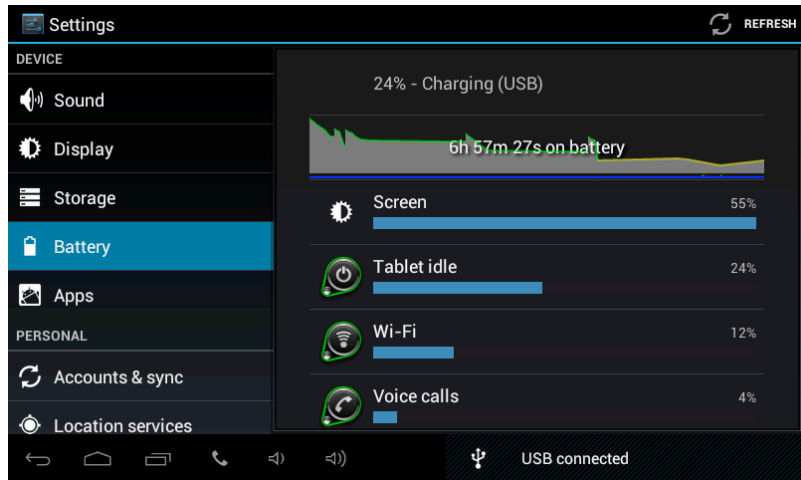 Settings
REFRESH
DEVICE
Sound
Display
Storage
Battery
Apps
PERSONAL
Accounts & sync
Location services
24% - Charging (USB)
6h 57m 27s on battery
Screen 55%
Tablet idle 24%
Wi-Fi 12%
Voice calls 4%
USB connected